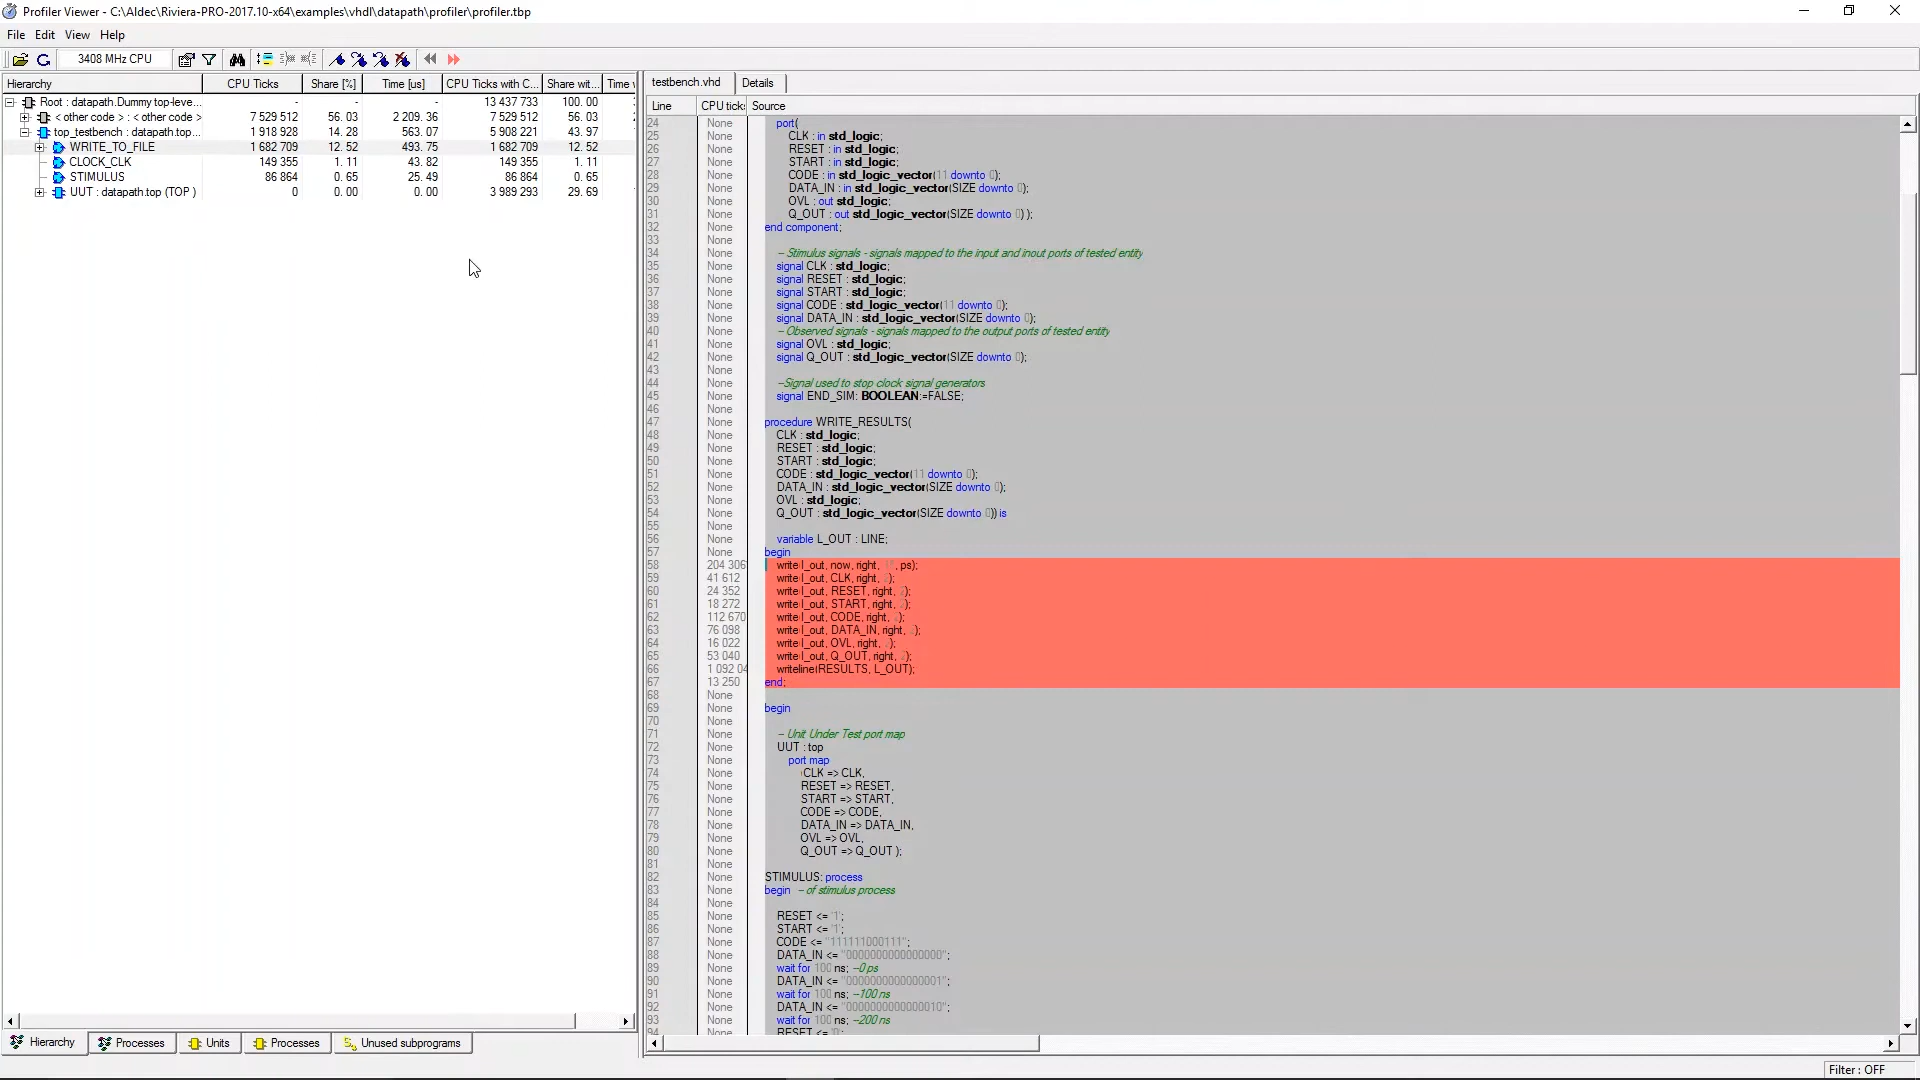 Profiler Viewer - C:\Aldec\Riviera-PRO-2017.10-x64\examples\vhdl\datapath\profiler\profiler.tbp
File Edit View Help
3408 MHz CPU
Hierarchy CPU Ticks Share [%] Time [us] CPU Ticks with C... Share wit... Time
Root : datapath.Dummy top-leve... - - - 13 437 733 100. 00
< other code > : < other code > 7 529 512 56. 03 2 209. 36 7 529 512 56. 03
top_testbench : datapath.top... 1 918 928 14. 28 563. 07 5 908 221 43. 97
WRITE_TO_FILE 1 682 709 12. 52 493. 75 1 682 709 12. 52
CLOCK_CLK 149 355 1. 11 43. 82 149 355 1. 11
STIMULUS 86 864 0. 65 25. 49 86 864 0. 65
UUT : datapath.top (TOP ) 0 0. 00 0. 00 3 989 293 29. 69
Hierarchy Processes Units Processes Unused subprograms
testbench.vhd Details
Line CPU ticks Source
24 None port(
25 None CLK : in std_logic;
26 None RESET : in std_logic;
27 None START : in std_logic;
28 None CODE : in std_logic_vector(11 downto 0);
29 None DATA_IN : in std_logic_vector(SIZE downto 0);
30 None OVL : out std_logic;
31 None Q_OUT : out std_logic_vector(SIZE downto 0) );
32 None end component;
33 None
34 None -- Stimulus signals - signals mapped to the input and inout ports of tested entity
35 None signal CLK : std_logic;
36 None signal RESET : std_logic;
37 None signal START : std_logic;
38 None signal CODE : std_logic_vector(11 downto 0);
39 None signal DATA_IN : std_logic_vector(SIZE downto 0);
40 None -- Observed signals - signals mapped to the output ports of tested entity
41 None signal OVL : std_logic;
42 None signal Q_OUT : std_logic_vector(SIZE downto 0);
43 None
44 None --Signal used to stop clock signal generators
45 None signal END_SIM: BOOLEAN:=FALSE;
46 None
47 None procedure WRITE_RESULTS(
48 None CLK : std_logic;
49 None RESET : std_logic;
50 None START : std_logic;
51 None CODE : std_logic_vector(11 downto 0);
52 None DATA_IN : std_logic_vector(SIZE downto 0);
53 None OVL : std_logic;
54 None Q_OUT : std_logic_vector(SIZE downto 0)) is
55 None
56 None variable L_OUT : LINE;
57 None begin
58 204 306 write(l_out, now, right, , ps);
59 41 612 write(l_out, CLK, right, );
60 24 352 write(l_out, RESET, right, );
61 18 272 write(l_out, START, right, );
62 112 670 write(l_out, CODE, right, );
63 76 098 write(l_out, DATA_IN, right, );
64 16 022 write(l_out, OVL, right, );
65 53 040 write(l_out, Q_OUT, right, );
66 1 092 04 writeline(RESULTS, L_OUT);
67 13 250 end;
68 None
69 None begin
70 None
71 None -- Unit Under Test port map
72 None UUT : top
73 None port map
74 None (CLK => CLK,
75 None RESET => RESET,
76 None START => START,
77 None CODE => CODE,
78 None DATA_IN => DATA_IN,
79 None OVL => OVL,
80 None Q_OUT => Q_OUT );
81 None
82 None STIMULUS: process
83 None begin -- of stimulus process
84 None
85 None RESET <= '1';
86 None START <= '1';
87 None CODE <= "111111000111";
88 None DATA_IN <= "0000000000000000";
89 None wait for 100 ns; --0 ps
90 None DATA_IN <= "0000000000000001";
91 None wait for 100 ns; --100 ns
92 None DATA_IN <= "0000000000000010";
93 None wait for 100 ns; --200 ns
94 None RESET <= '0';
Filter : OFF